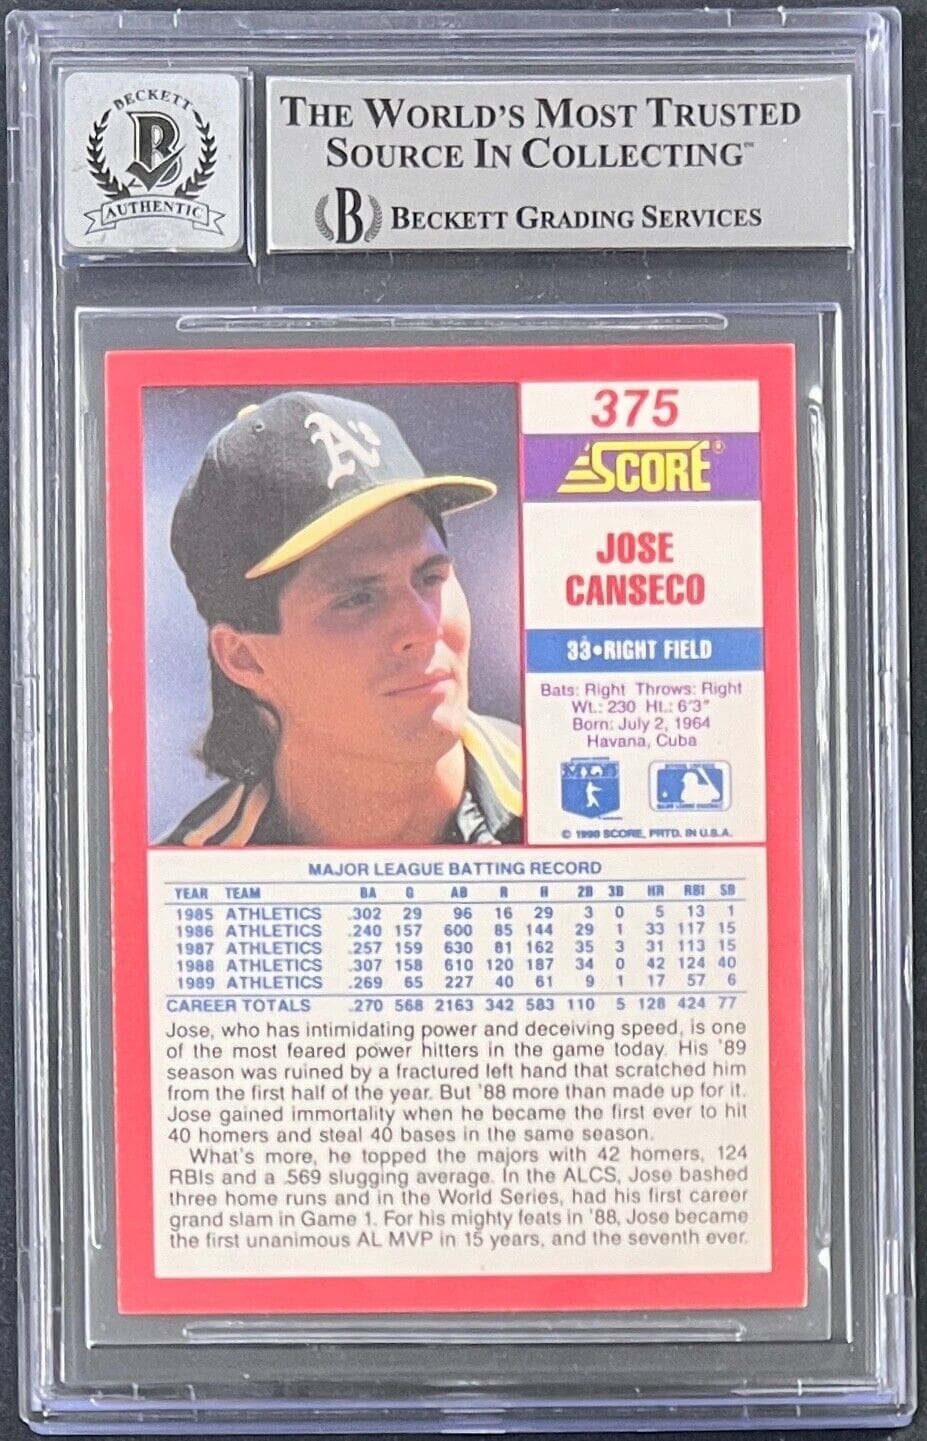 BECKETT
B
AUTHENTIC
THE WORLD'S MOST TRUSTED
SOURCE IN COLLECTING™
B BECKETT GRADING SERVICES
A's
375
SCORE®
JOSE
CANSECO
33•RIGHT FIELD
Bats: Right Throws: Right
Wt.: 230 Ht.: 6'3"
Born: July 2, 1964
Havana, Cuba
© 1990 SCORE, PRTD. IN U.S.A.
MAJOR LEAGUE BATTING RECORD
YEAR TEAM BA G AB R H 2B 3B HR RBI SB
1985 ATHLETICS .302 29 96 16 29 3 0 5 13 1
1986 ATHLETICS .240 157 600 85 144 29 1 33 117 15
1987 ATHLETICS .257 159 630 81 162 35 3 31 113 15
1988 ATHLETICS .307 158 610 120 187 34 0 42 124 40
1989 ATHLETICS .269 65 227 40 61 9 1 17 57 6
CAREER TOTALS .270 568 2163 342 583 110 5 128 424 77
Jose, who has intimidating power and deceiving speed, is one
of the most feared power hitters in the game today. His '89
season was ruined by a fractured left hand that scratched him
from the first half of the year. But '88 more than made up for it.
Jose gained immortality when he became the first ever to hit
40 homers and steal 40 bases in the same season.
What's more, he topped the majors with 42 homers, 124
RBIs and a .569 slugging average. In the ALCS, Jose bashed
three home runs and in the World Series, had his first career
grand slam in Game 1. For his mighty feats in '88, Jose became
the first unanimous AL MVP in 15 years, and the seventh ever.